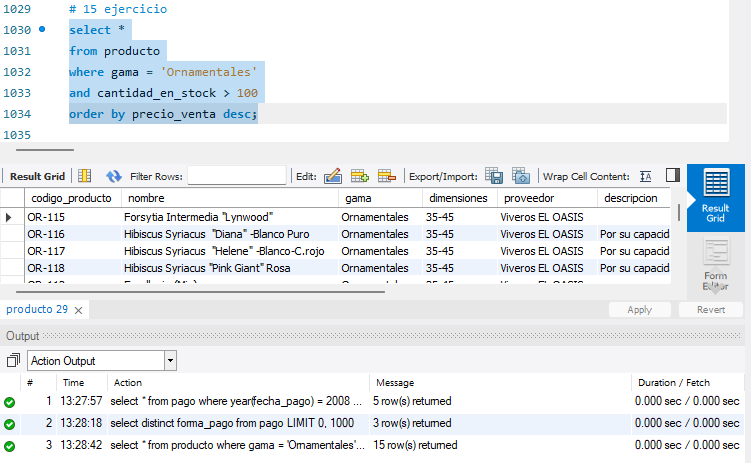 1029 # 15 ejercicio
1030 select *
1031 from producto
1032 where gama = 'Ornamentales'
1033 and cantidad_en_stock > 100
1034 order by precio_venta desc;
1035
Result Grid Filter Rows: Edit: Export/Import: Wrap Cell Content: IA
codigo_producto nombre gama dimensiones proveedor descripcion
OR-115 Forsytia Intermedia "Lynwood" Ornamentales 35-45 Viveros EL OASIS
OR-116 Hibiscus Syriacus "Diana" -Blanco Puro Ornamentales 35-45 Viveros EL OASIS Por su capacid
OR-117 Hibiscus Syriacus "Helene" -Blanco-C.rojo Ornamentales 35-45 Viveros EL OASIS Por su capacid
OR-118 Hibiscus Syriacus "Pink Giant" Rosa Ornamentales 35-45 Viveros EL OASIS Por su capacid
Result
Grid
Form
Editor
producto 29 Apply Revert
Output
Action Output
# Time Action Message Duration / Fetch
1 13:27:57 select * from pago where year(fecha_pago) = 2008 ... 5 row(s) returned 0.000 sec / 0.000 sec
2 13:28:18 select distinct forma_pago from pago LIMIT 0, 1000 3 row(s) returned 0.000 sec / 0.000 sec
3 13:28:42 select * from producto where gama = 'Ornamentales'... 15 row(s) returned 0.000 sec / 0.000 sec